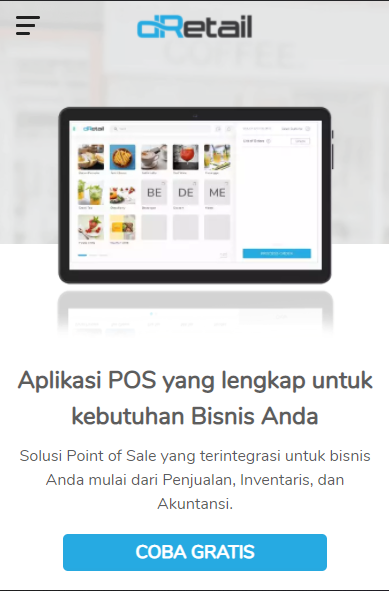 dRetail
dRetail
BE DE ME
Aplikasi POS yang lengkap untuk
kebutuhan Bisnis Anda
Solusi Point of Sale yang terintegrasi untuk bisnis
Anda mulai dari Penjualan, Inventaris, dan
Akuntansi.
COBA GRATIS